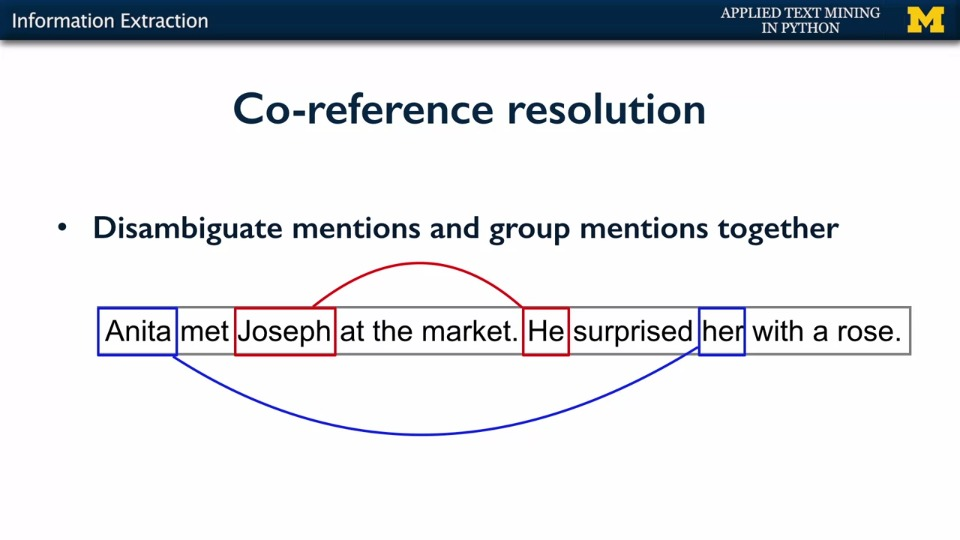 Information Extraction
APPLIED TEXT MINING
IN PYTHON
M
Co-reference resolution
• Disambiguate mentions and group mentions together
Anita met Joseph at the market. He surprised her with a rose.